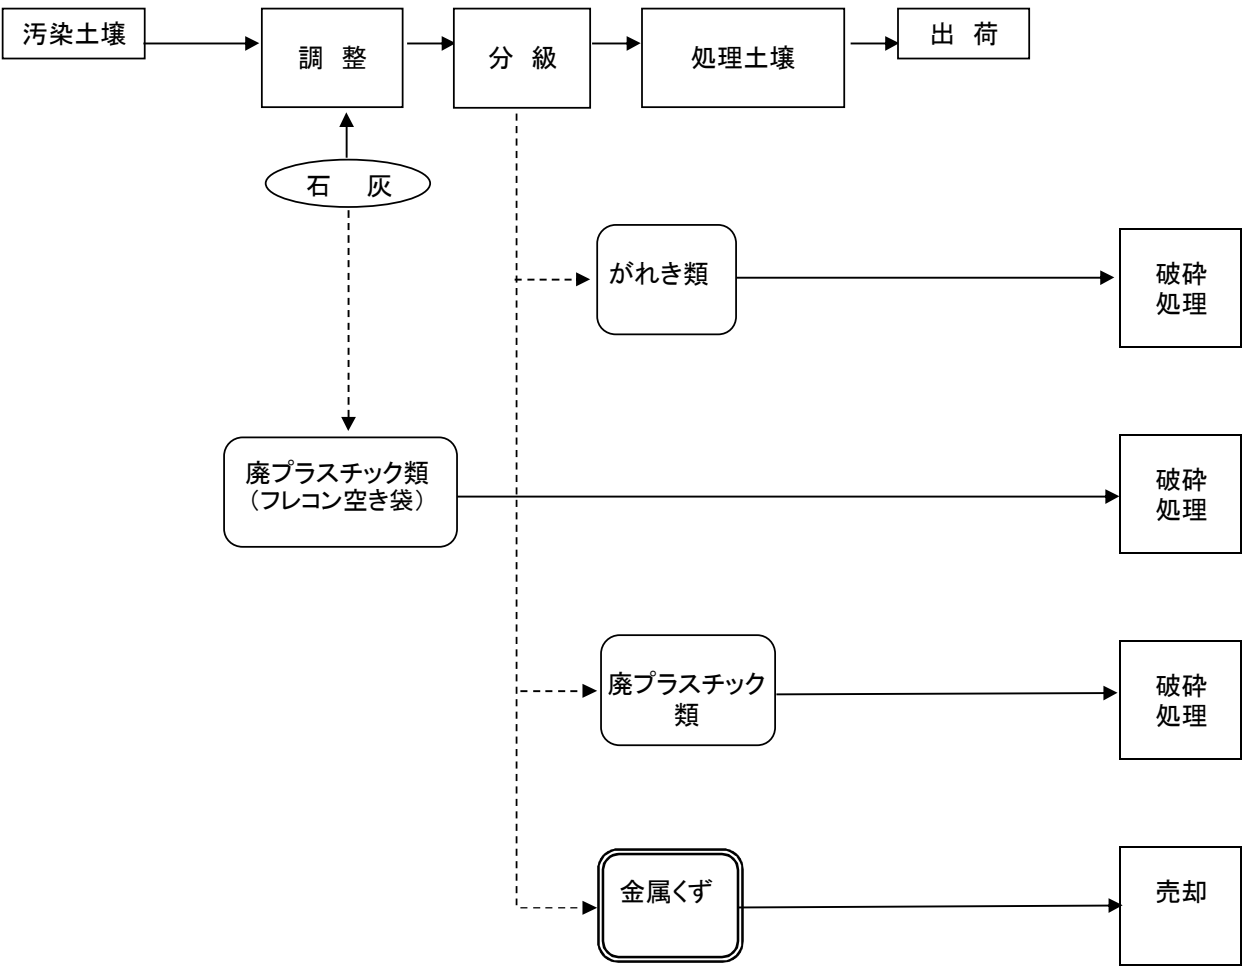 汚染土壌
調　整
分　級
処理土壌
出　荷
石　　灰
がれき類
破砕
処理
廃プラスチック類
（フレコン空き袋）
破砕
処理
廃プラスチック
類
破砕
処理
金属くず
売却